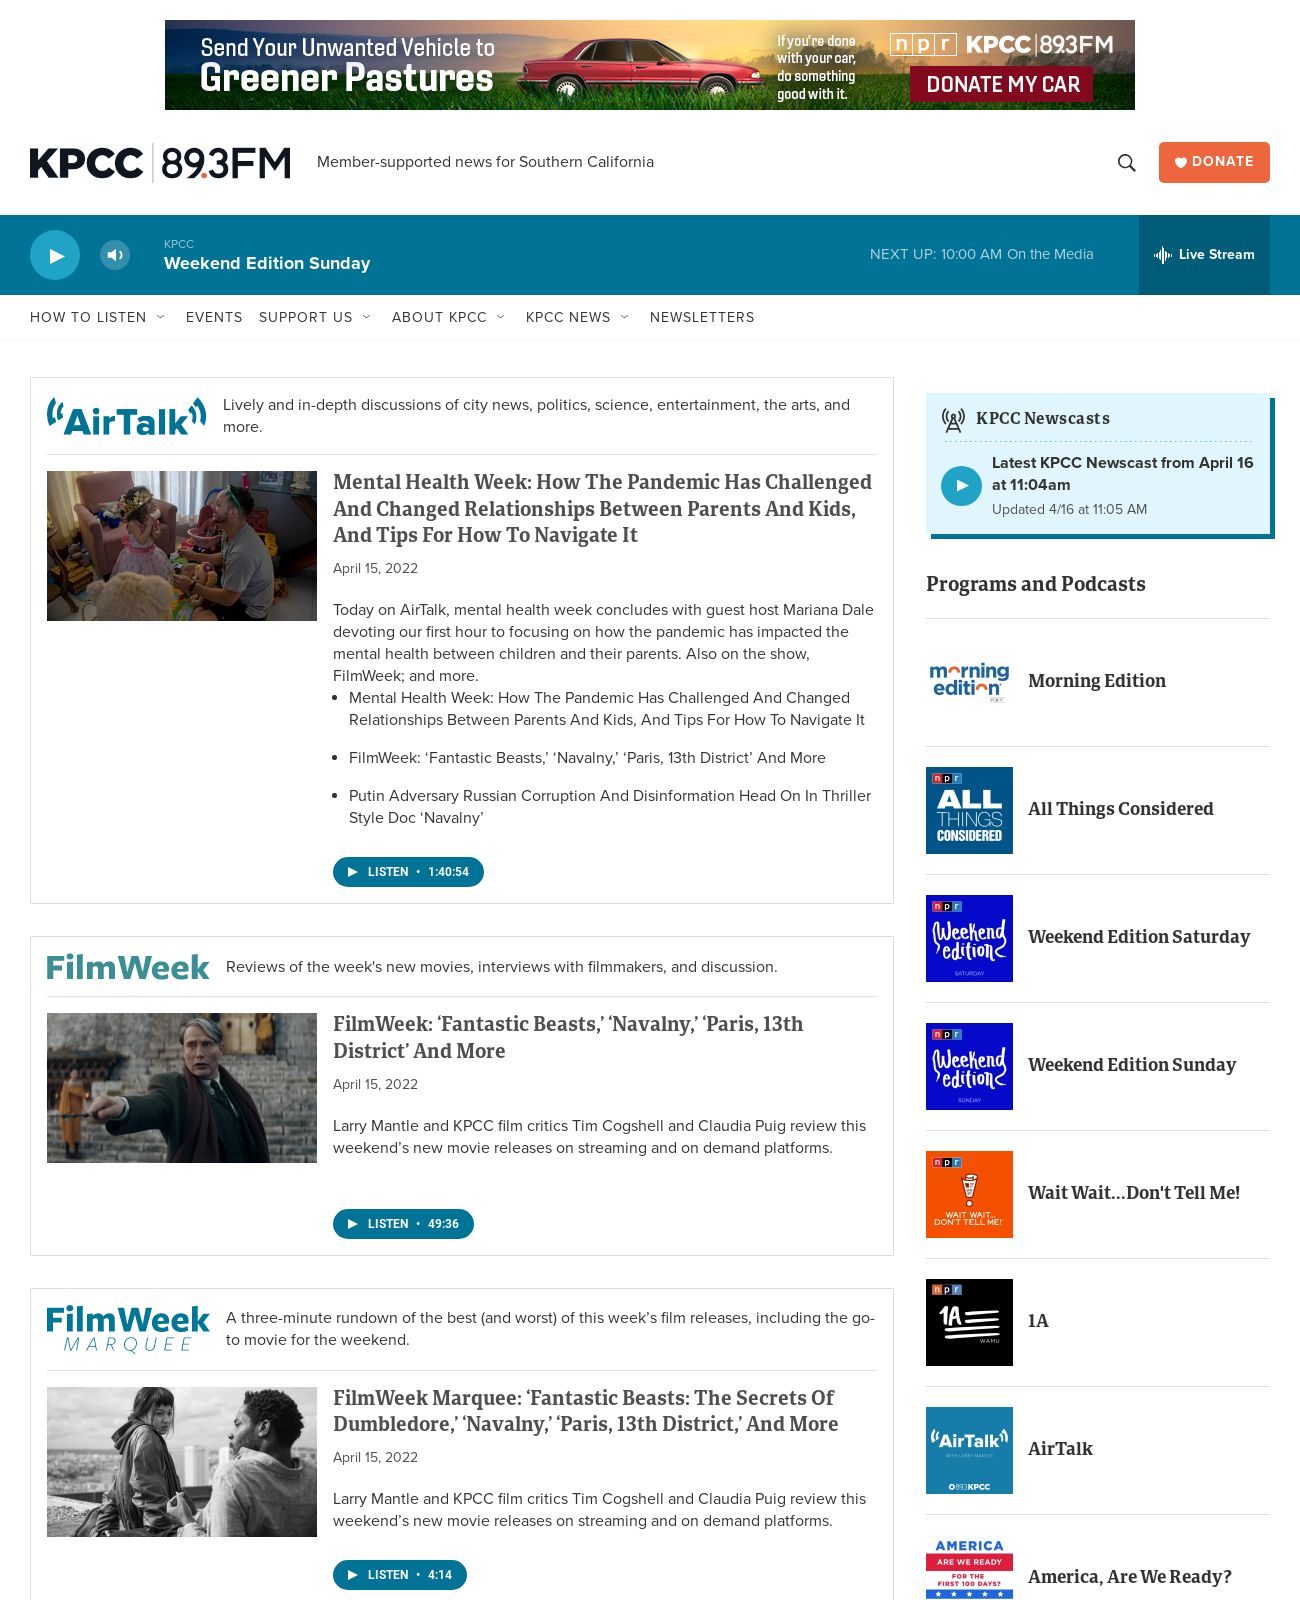 Send Your Unwanted Vehicle to
Greener Pastures
If you're done
with your car,
do something
good with it.
npr KPCC 89.3FM
DONATE MY CAR
KPCC 89.3FM
Member-supported news for Southern California
DONATE
KPCC
Weekend Edition Sunday
NEXT UP: 10:00 AM On the Media
Live Stream
HOW TO LISTEN EVENTS SUPPORT US ABOUT KPCC KPCC NEWS NEWSLETTERS
AirTalk
Lively and in-depth discussions of city news, politics, science, entertainment, the arts, and
more.
Mental Health Week: How The Pandemic Has Challenged
And Changed Relationships Between Parents And Kids,
And Tips For How To Navigate It
April 15, 2022
Today on AirTalk, mental health week concludes with guest host Mariana Dale
devoting our first hour to focusing on how the pandemic has impacted the
mental health between children and their parents. Also on the show,
FilmWeek; and more.
• Mental Health Week: How The Pandemic Has Challenged And Changed
Relationships Between Parents And Kids, And Tips For How To Navigate It
• FilmWeek: ‘Fantastic Beasts,’ ‘Navalny,’ ‘Paris, 13th District’ And More
• Putin Adversary Russian Corruption And Disinformation Head On In Thriller
Style Doc ‘Navalny’
LISTEN • 1:40:54
FilmWeek
Reviews of the week's new movies, interviews with filmmakers, and discussion.
FilmWeek: ‘Fantastic Beasts,’ ‘Navalny,’ ‘Paris, 13th
District’ And More
April 15, 2022
Larry Mantle and KPCC film critics Tim Cogshell and Claudia Puig review this
weekend’s new movie releases on streaming and on demand platforms.
LISTEN • 49:36
FilmWeek
MARQUEE
A three-minute rundown of the best (and worst) of this week’s film releases, including the go-
to movie for the weekend.
FilmWeek Marquee: ‘Fantastic Beasts: The Secrets Of
Dumbledore,’ ‘Navalny,’ ‘Paris, 13th District,’ And More
April 15, 2022
Larry Mantle and KPCC film critics Tim Cogshell and Claudia Puig review this
weekend’s new movie releases on streaming and on demand platforms.
LISTEN • 4:14
KPCC Newscasts
Latest KPCC Newscast from April 16
at 11:04am
Updated 4/16 at 11:05 AM
Programs and Podcasts
morning
edition
npr
Morning Edition
npr
ALL
THINGS
CONSIDERED
All Things Considered
npr
Weekend
edition
SATURDAY
Weekend Edition Saturday
npr
Weekend
edition
SUNDAY
Weekend Edition Sunday
npr
WAIT WAIT...
DON'T TELL ME!
Wait Wait...Don't Tell Me!
npr
1A
WAMU
1A
AirTalk
WITH LARRY MANTLE
89.3 KPCC
AirTalk
AMERICA
ARE WE READY
FOR THE
FIRST 100 DAYS?
America, Are We Ready?